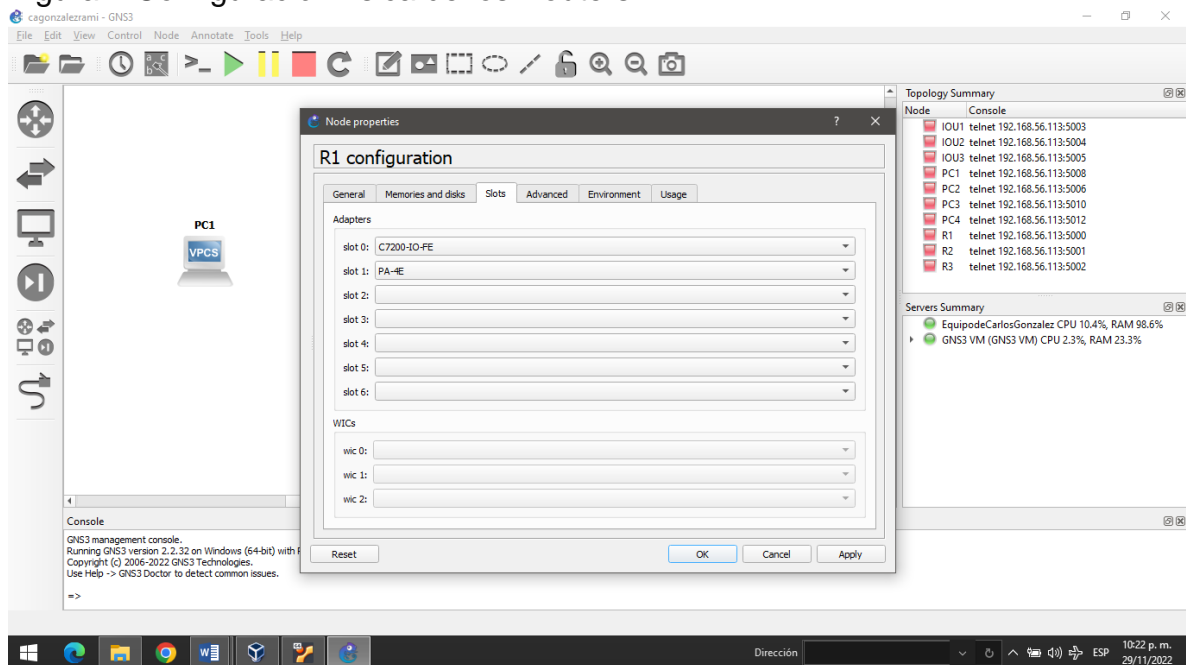 cagonzalezrami - GNS3
File Edit View Control Node Annotate Tools Help
Topology Summary
Node Console
IOU1 telnet 192.168.56.113:5003
IOU2 telnet 192.168.56.113:5004
IOU3 telnet 192.168.56.113:5005
PC1 telnet 192.168.56.113:5008
PC2 telnet 192.168.56.113:5006
PC3 telnet 192.168.56.113:5010
PC4 telnet 192.168.56.113:5012
R1 telnet 192.168.56.113:5000
R2 telnet 192.168.56.113:5001
R3 telnet 192.168.56.113:5002
Servers Summary
EquipodeCarlosGonzalez CPU 10.4%, RAM 98.6%
GNS3 VM (GNS3 VM) CPU 2.3%, RAM 23.3%
PC1
VPCS
Node properties
R1 configuration
General Memories and disks Slots Advanced Environment Usage
Adapters
slot 0: C7200-IO-FE
slot 1: PA-4E
slot 2:
slot 3:
slot 4:
slot 5:
slot 6:
WICs
wic 0:
wic 1:
wic 2:
Reset OK Cancel Apply
Console
GNS3 management console.
Running GNS3 version 2.2.32 on Windows (64-bit) with
Copyright (c) 2006-2022 GNS3 Technologies.
Use Help -> GNS3 Doctor to detect common issues.
=>
Dirección
ESP
10:22 p. m.
29/11/2022